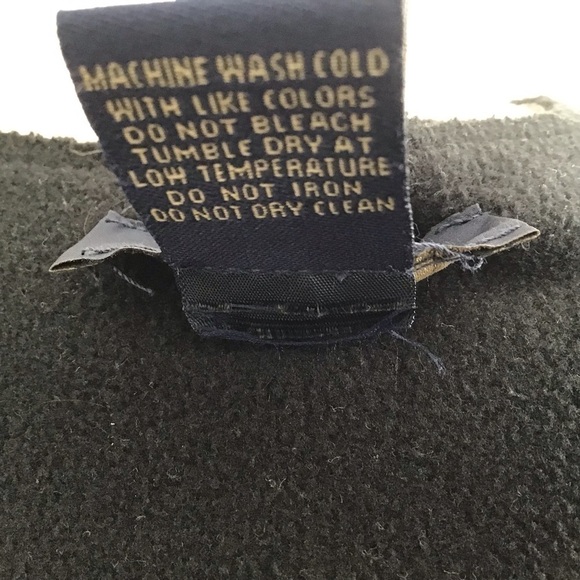 MACHINE WASH COLD
WITH LIKE COLORS
DO NOT BLEACH
TUMBLE DRY AT
LOW TEMPERATURE
DO NOT IRON
DO NOT DRY CLEAN